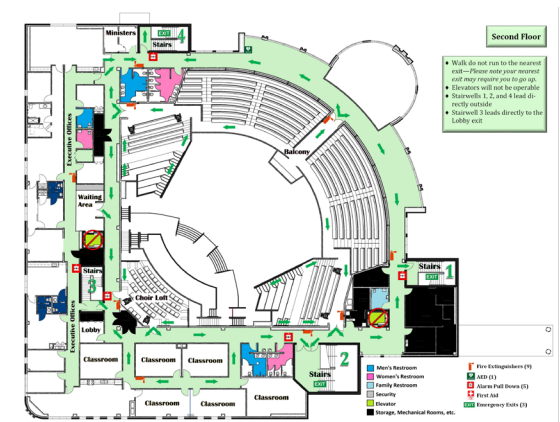 Second Floor
♦ Walk do not run to the nearest
exit—Please note your nearest
exit may require you to go up.
♦ Elevators will not be operable
♦ Stairwells 1, 2, and 4 lead di-
rectly outside
♦ Stairwell 3 leads directly to the
Lobby exit
Ministers
EXIT
Stairs
4
Executive Offices
Balcony
Waiting
Area
Stairs
3
Stairs
1
EXIT
Choir Loft
Executive Offices
Lobby
Classroom
Classroom
Classroom
Stairs
2
EXIT
Classroom
Classroom
Classroom
Classroom
Men's Restroom
Women's Restroom
Family Restroom
Security
Elevator
Storage, Mechanical Rooms, etc.
Fire Extinguishers (9)
AED (1)
Alarm Pull Down (5)
First Aid
EXIT Emergency Exits (3)